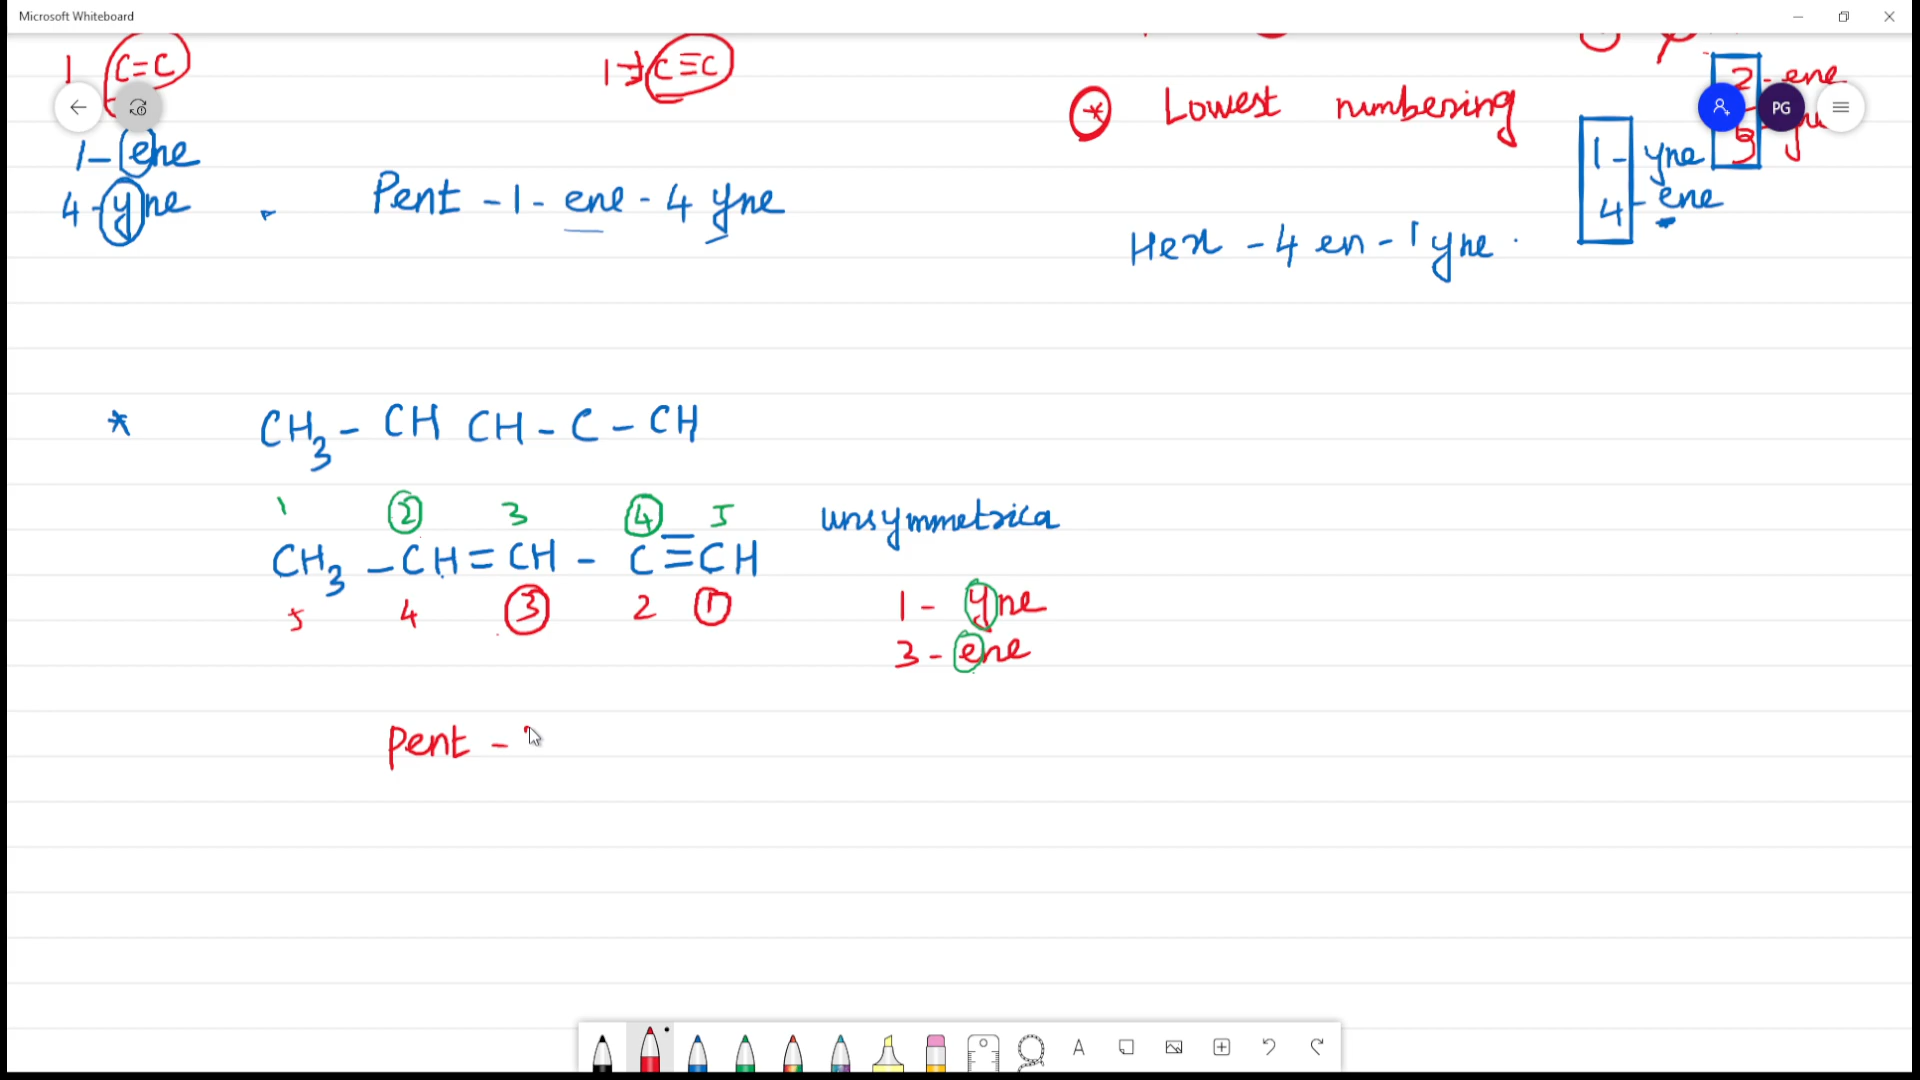 Microsoft Whiteboard
1 C=C
1- C≡C
2-ene
3
* Lowest numbering
PG
1-ene
4-yne
Pent -1- ene - 4 yne
1- yne
4-ene
Hex - 4 en - 1 yne.
* CH3 - CH CH - C - CH
1 2 3 4 5 unsymmetrica
CH3 - CH = CH - C ≡ CH
5 4 3 2 1
1- yne
3- ene
Pent -
A